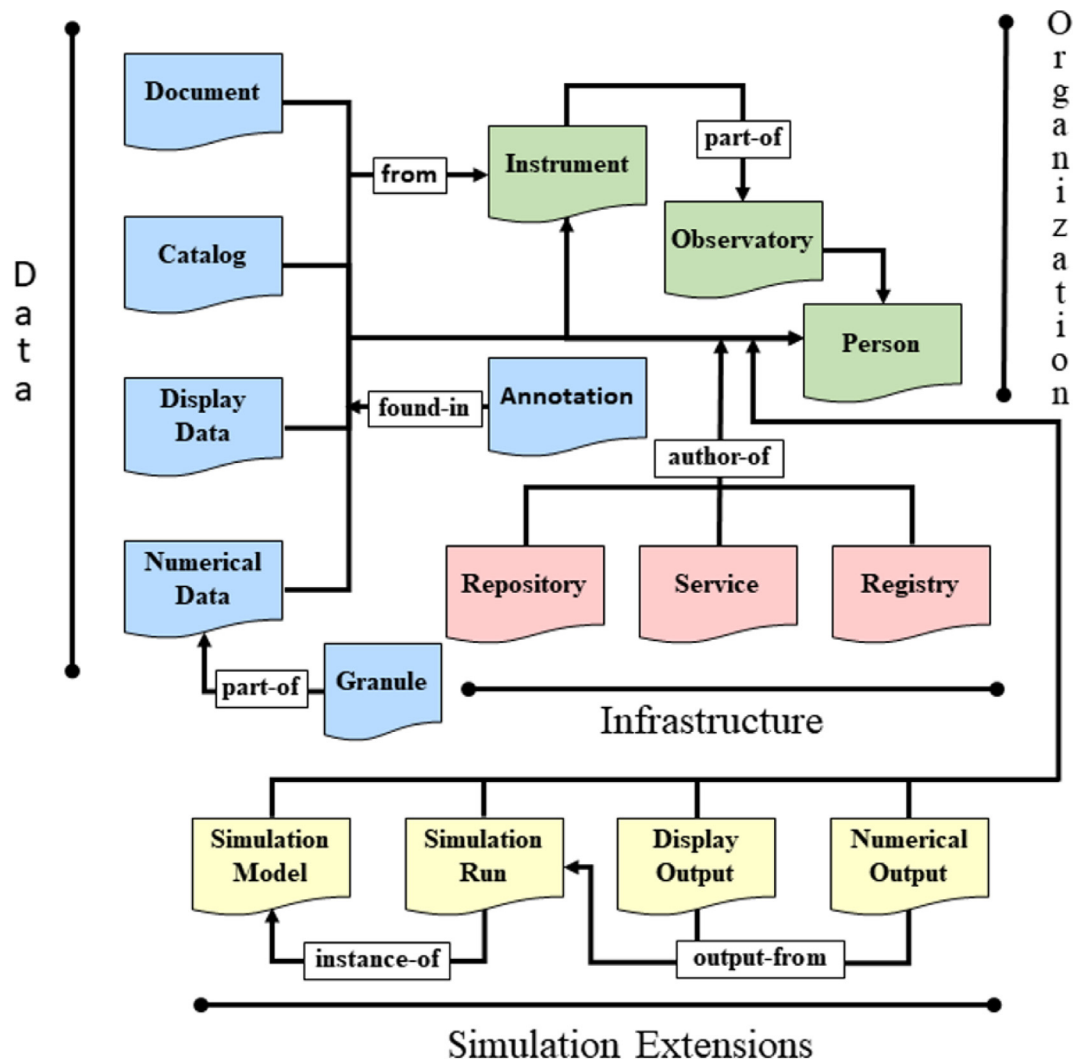 Data
Organization
Document
Catalog
Display
Data
Numerical
Data
from
Instrument
part-of
Observatory
Person
found-in
Annotation
author-of
Repository
Service
Registry
part-of
Granule
Infrastructure
Simulation
Model
Simulation
Run
Display
Output
Numerical
Output
instance-of
output-from
Simulation Extensions